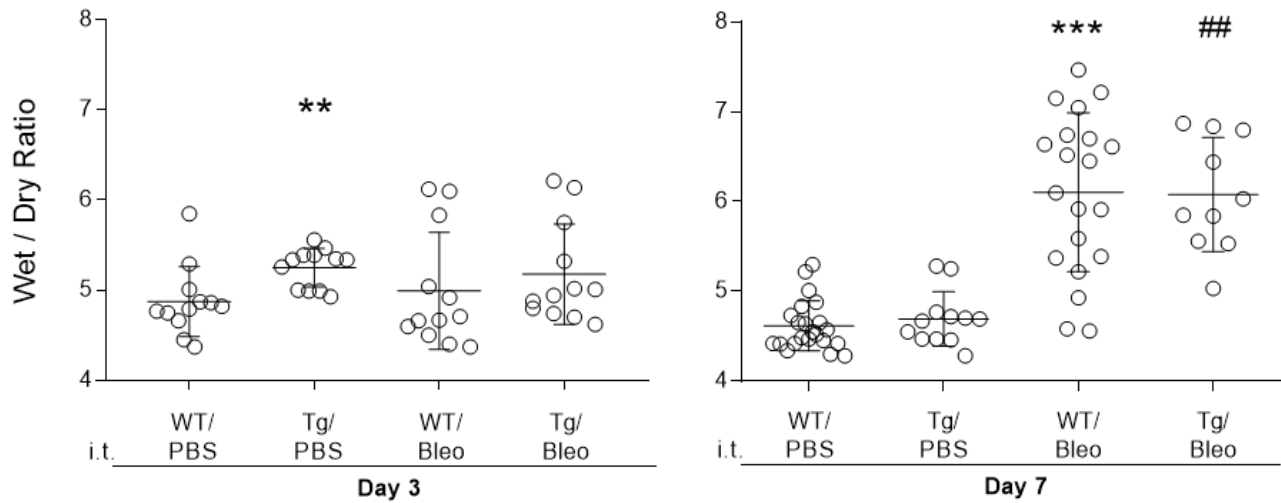 Wet / Dry Ratio
8
7
6
5
4
**
WT/ Tg/ WT/ Tg/
i.t. PBS PBS Bleo Bleo
Day 3
8
7
6
5
4
*** ##
WT/ Tg/ WT/ Tg/
i.t. PBS PBS Bleo Bleo
Day 7